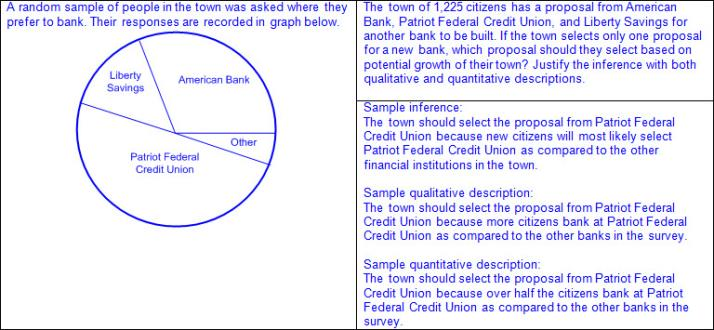 A random sample of people in the town was asked where they
prefer to bank. Their responses are recorded in graph below.
Liberty
Savings
American Bank
Other
Patriot Federal
Credit Union
The town of 1,225 citizens has a proposal from American
Bank, Patriot Federal Credit Union, and Liberty Savings for
another bank to be built. If the town selects only one proposal
for a new bank, which proposal should they select based on
potential growth of their town? Justify the inference with both
qualitative and quantitative descriptions.
Sample inference:
The town should select the proposal from Patriot Federal
Credit Union because new citizens will most likely select
Patriot Federal Credit Union as compared to the other
financial institutions in the town.
Sample qualitative description:
The town should select the proposal from Patriot Federal
Credit Union because more citizens bank at Patriot Federal
Credit Union as compared to the other banks in the survey.
Sample quantitative description:
The town should select the proposal from Patriot Federal
Credit Union because over half the citizens bank at Patriot
Federal Credit Union as compared to the other banks in the
survey.